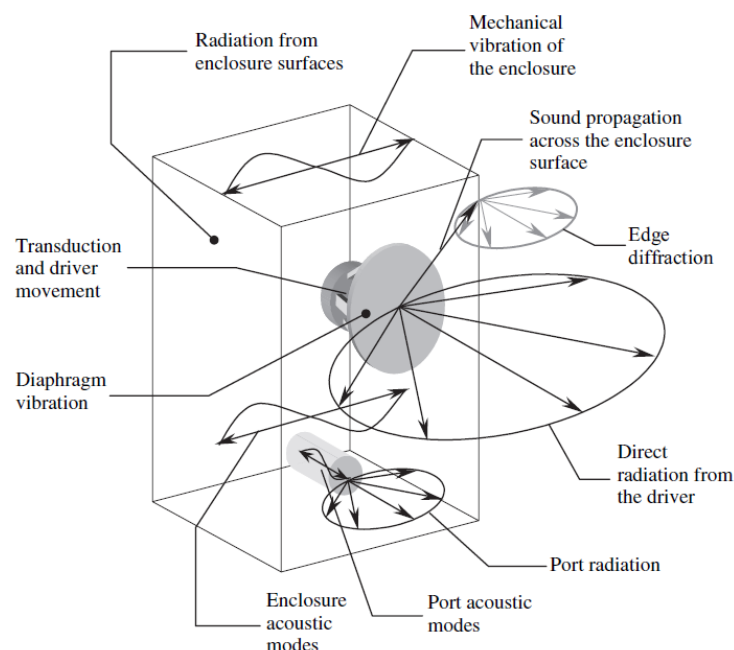 Mechanical
vibration of
the enclosure
Radiation from
enclosure surfaces
Sound propagation
across the enclosure
surface
Edge
diffraction
Transduction
and driver
movement
Diaphragm
vibration
Direct
radiation from
the driver
Port radiation
Enclosure
acoustic
modes
Port acoustic
modes